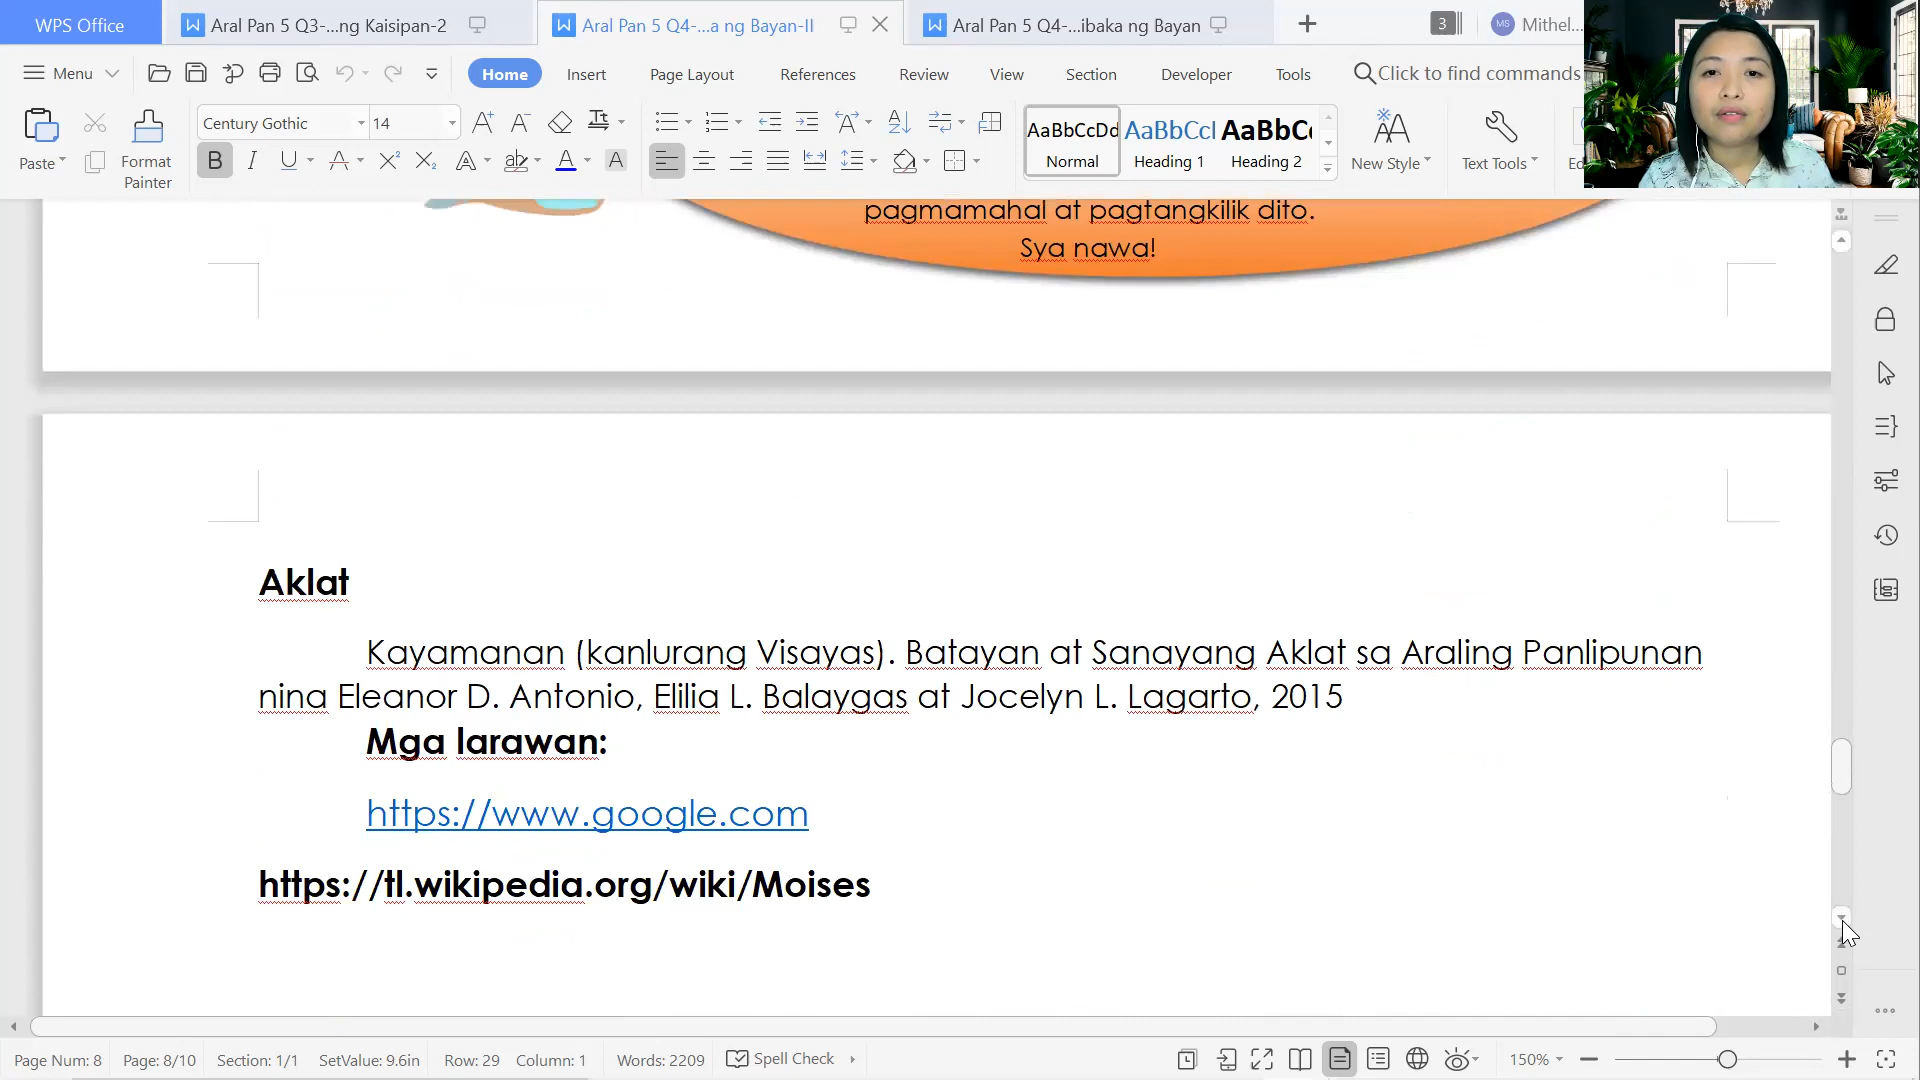 WPS Office
Aral Pan 5 Q3-...ng Kaisipan-2
Aral Pan 5 Q4-...a ng Bayan-II
Aral Pan 5 Q4-...ibaka ng Bayan
3
MS Mithel...
Menu
Home
Insert
Page Layout
References
Review
View
Section
Developer
Tools
Click to find commands
Paste
Format
Painter
Century Gothic
14
AaBbCcDd
Normal
AaBbCcl
Heading 1
AaBbCc
Heading 2
New Style
Text Tools
pagmamahal at pagtangkilik dito.
Sya nawa!
Aklat
Kayamanan (kanlurang Visayas). Batayan at Sanayang Aklat sa Araling Panlipunan
nina Eleanor D. Antonio, Elilia L. Balaygas at Jocelyn L. Lagarto, 2015
Mga larawan:
https://www.google.com
https://tl.wikipedia.org/wiki/Moises
Page Num: 8 Page: 8/10 Section: 1/1 SetValue: 9.6in Row: 29 Column: 1 Words: 2209 Spell Check 150%